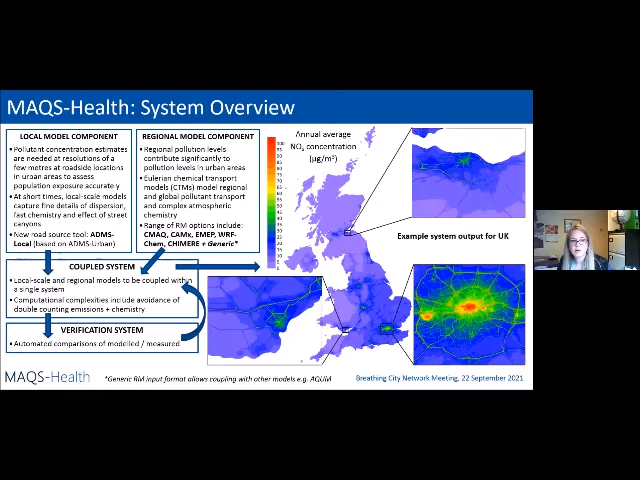 MAQS-Health: System Overview
LOCAL MODEL COMPONENT
• Pollutant concentration estimates
are needed at resolutions of a
few metres at roadside locations
in urban areas to assess
population exposure accurately
• At short times, local-scale models
capture fine details of dispersion,
fast chemistry and effect of street
canyons
• New road source tool: ADMS-
Local (based on ADMS-Urban)
REGIONAL MODEL COMPONENT
• Regional pollution levels
contribute significantly to
pollution levels in urban areas
• Eulerian chemical transport
models (CTMs) model regional
and global pollutant transport
and complex atmospheric
chemistry
• Range of RM options include:
CMAQ, CAMx, EMEP, WRF-
Chem, CHIMERE + Generic*
COUPLED SYSTEM
• Local-scale and regional models to be coupled within
a single system
• Computational complexities include avoidance of
double counting emissions + chemistry
VERIFICATION SYSTEM
• Automated comparisons of modelled / measured
Annual average
NOx concentration
(µg/m³)
Example system output for UK
MAQS-Health
*Generic RM input format allows coupling with other models e.g. AQUM
Breathing City Network Meeting, 22 September 2021